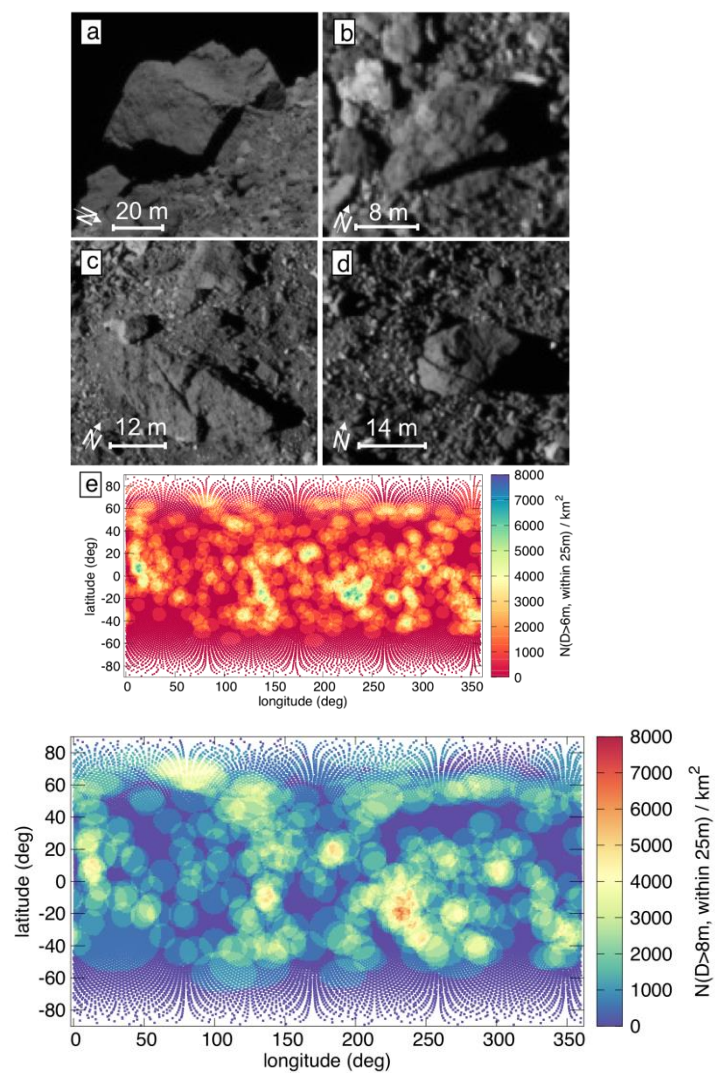 a
b
20 m
N
8 m
N
c
d
12 m
N
14 m
N
e
80
60
40
20
0
-20
-40
-60
-80
latitude (deg)
0 50 100 150 200 250 300 350
longitude (deg)
8000
7000
6000
5000
4000
3000
2000
1000
0
N(D>6m, within 25m) / km²
80
60
40
20
0
-20
-40
-60
-80
latitude (deg)
0 50 100 150 200 250 300 350
longitude (deg)
8000
7000
6000
5000
4000
3000
2000
1000
0
N(D>8m, within 25m) / km²